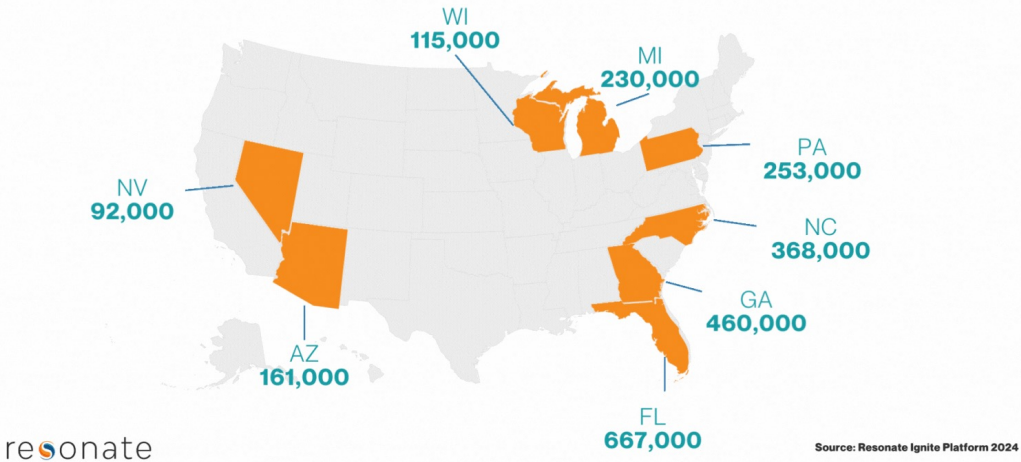 WI
115,000
MI
230,000
PA
253,000
NV
92,000
NC
368,000
GA
460,000
AZ
161,000
FL
667,000
resonate
Source: Resonate Ignite Platform 2024